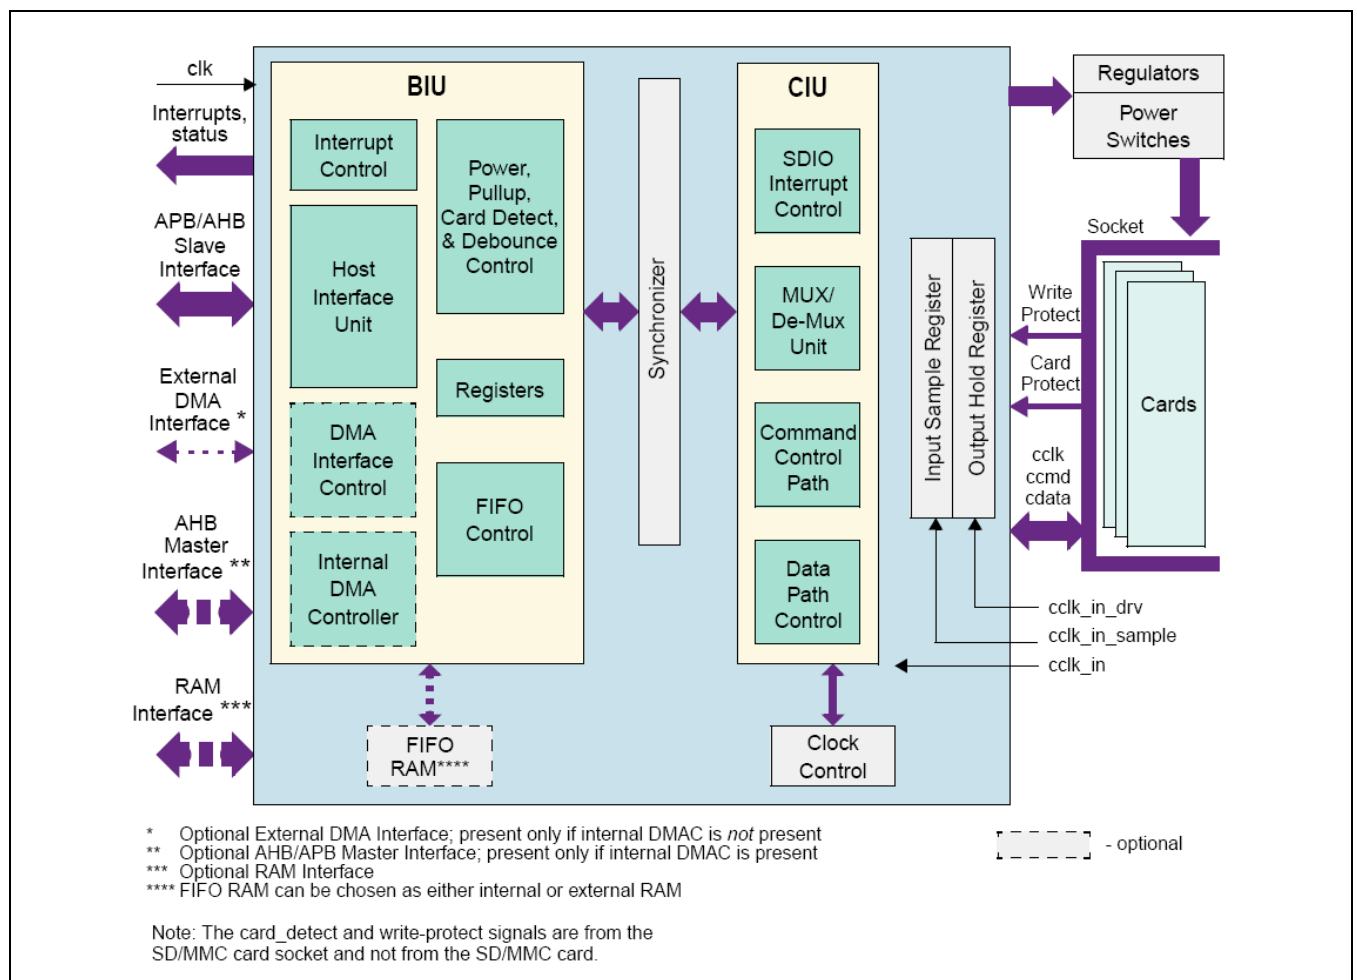 clk
Interrupts,
status
APB/AHB
Slave
Interface
External
DMA
Interface *
AHB
Master
Interface **
RAM
Interface ***
BIU
Interrupt
Control
Host
Interface
Unit
DMA
Interface
Control
Internal
DMA
Controller
Power,
Pullup,
Card Detect,
& Debounce
Control
Registers
FIFO
Control
FIFO
RAM****
Synchronizer
CIU
SDIO
Interrupt
Control
MUX/
De-Mux
Unit
Command
Control
Path
Data
Path
Control
Clock
Control
Input Sample Register
Output Hold Register
Regulators
Power
Switches
Socket
Write
Protect
Card
Protect
cclk
ccmd
cdata
Cards
cclk_in_drv
cclk_in_sample
cclk_in
* Optional External DMA Interface; present only if internal DMAC is not present
** Optional AHB/APB Master Interface; present only if internal DMAC is present
*** Optional RAM Interface
**** FIFO RAM can be chosen as either internal or external RAM
- optional
Note: The card_detect and write-protect signals are from the
SD/MMC card socket and not from the SD/MMC card.